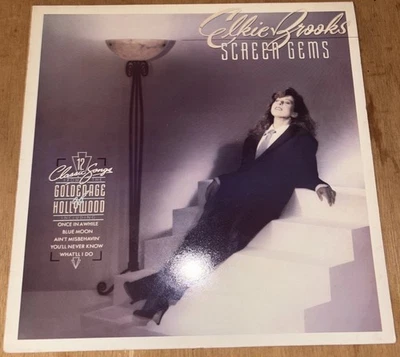 Elkie Brooks
SCREEN GEMS
12
Classic Songs
GOLDEN AGE
of
HOLLYWOOD
ONCE IN A WHILE
BLUE MOON
AIN'T MISBEHAVIN'
YOU'LL NEVER KNOW
WHAT'LL I DO